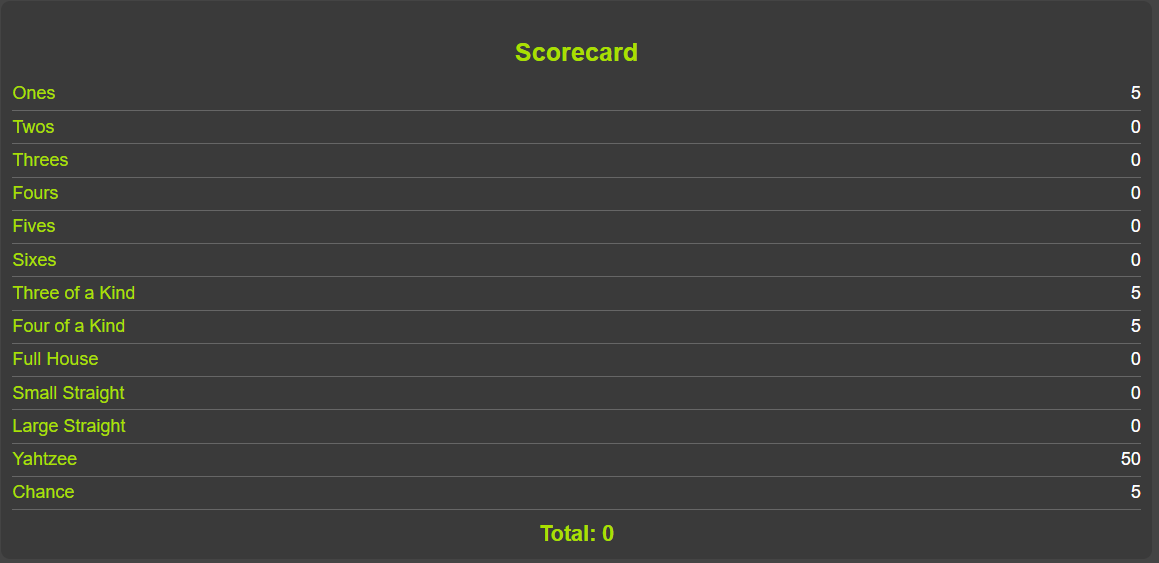 Scorecard
Ones 5
Twos 0
Threes 0
Fours 0
Fives 0
Sixes 0
Three of a Kind 5
Four of a Kind 5
Full House 0
Small Straight 0
Large Straight 0
Yahtzee 50
Chance 5
Total: 0